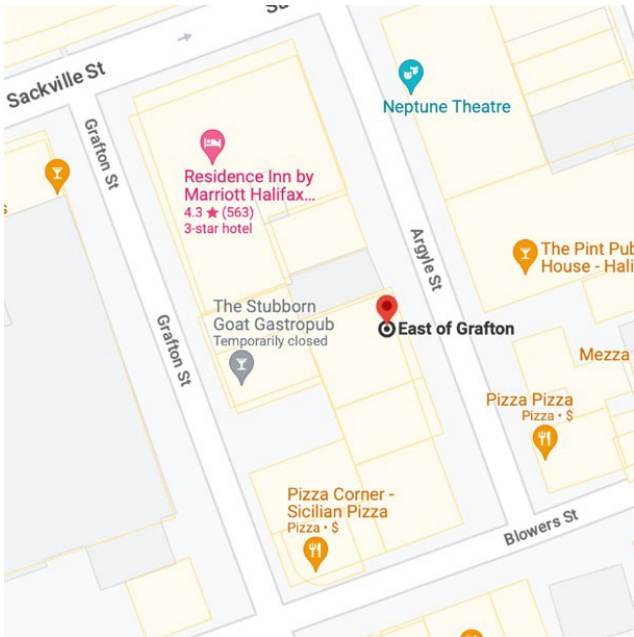 Su
Sackville St
Grafton St
Neptune Theatre
Residence Inn by
Marriott Halifax...
4.3 ★ (563)
3-star hotel
s
Argyle St
The Pint Pub
House - Hali
The Stubborn
Goat Gastropub
Temporarily closed
Grafton St
East of Grafton
Mezza
Pizza Pizza
Pizza • $
Pizza Corner -
Sicilian Pizza
Pizza • $
Blowers St